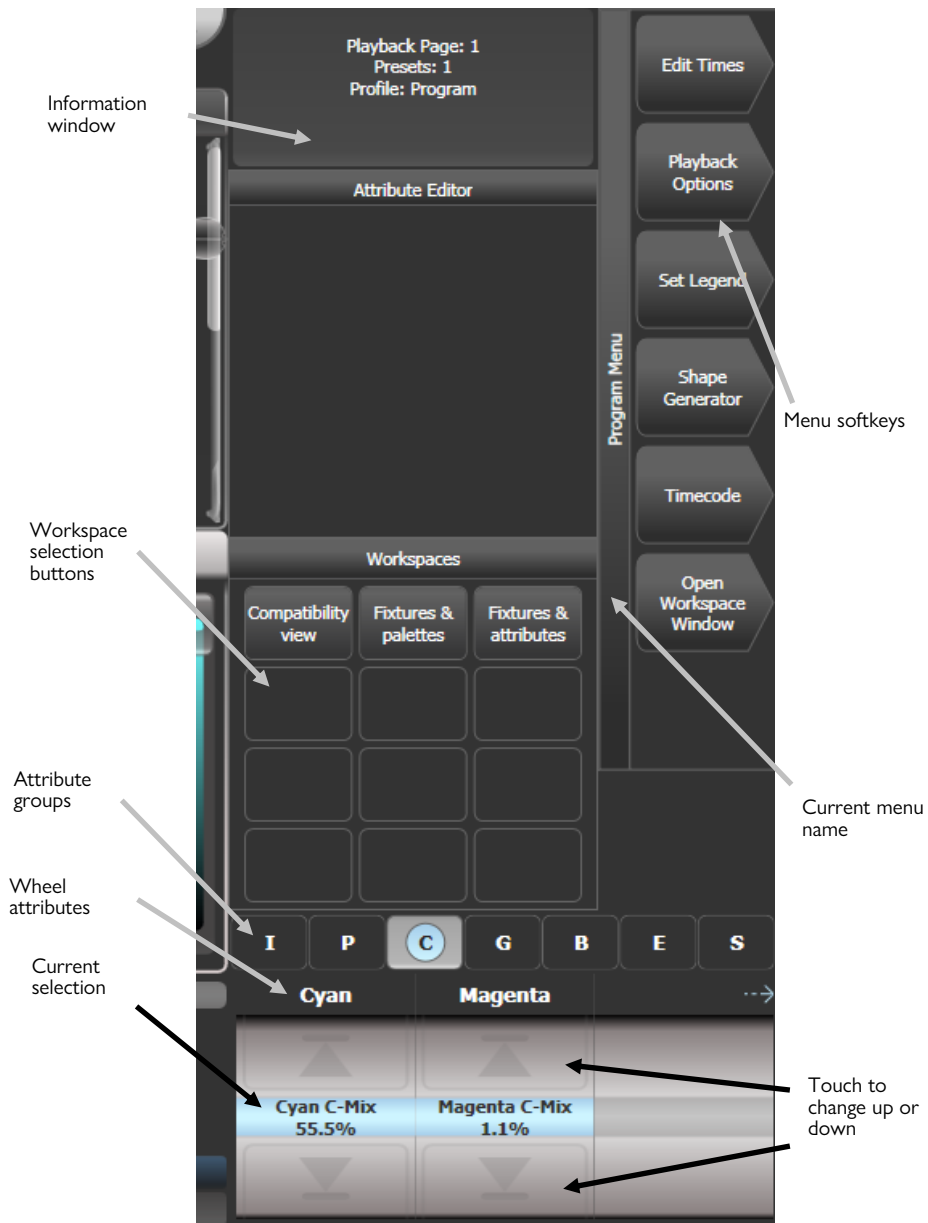 Playback Page: 1
Presets: 1
Profile: Program
Edit Times
Information
window
Playback
Options
Attribute Editor
Set Legend
Program Menu
Shape
Generator
Menu softkeys
Timecode
Workspace
selection
buttons
Workspaces
Open
Workspace
Window
Compatibility
view
Fixtures &
palettes
Fixtures &
attributes
Attribute
groups
Current menu
name
Wheel
attributes
I P C G B E S
Current
selection
Cyan Magenta
Cyan C-Mix
55.5%
Magenta C-Mix
1.1%
Touch to
change up or
down